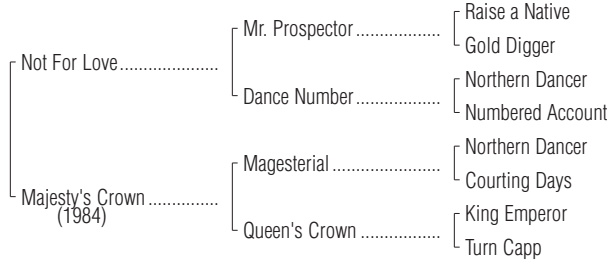 Raise a Native
Mr. Prospector ..................
Gold Digger
Not For Love.....................
Northern Dancer
Dance Number ..................
Numbered Account
Northern Dancer
Magesterial .......................
Courting Days
Majesty's Crown ...............
(1984)
King Emperor
Queen's Crown .................
Turn Capp